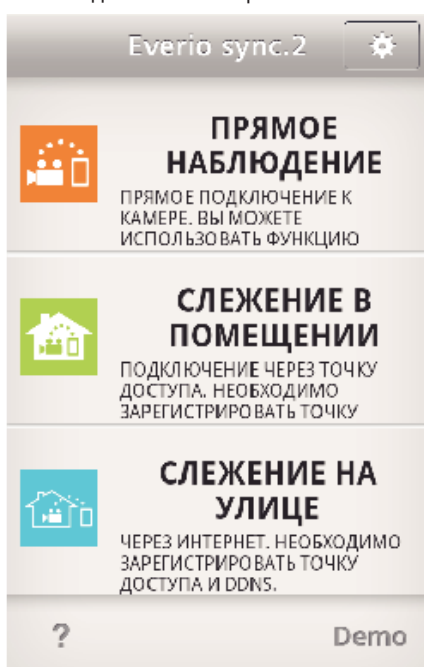 Everio sync.2
ПРЯМОЕ
НАБЛЮДЕНИЕ
ПРЯМОЕ ПОДКЛЮЧЕНИЕ К
КАМЕРЕ. ВЫ МОЖЕТЕ
ИСПОЛЬЗОВАТЬ ФУНКЦИЮ
СЛЕЖЕНИЕ В
ПОМЕЩЕНИИ
ПОДКЛЮЧЕНИЕ ЧЕРЕЗ ТОЧКУ
ДОСТУПА. НЕОБХОДИМО
ЗАРЕГИСТРИРОВАТЬ ТОЧКУ
СЛЕЖЕНИЕ НА
УЛИЦЕ
ЧЕРЕЗ ИНТЕРНЕТ. НЕОБХОДИМО
ЗАРЕГИСТРИРОВАТЬ ТОЧКУ
ДОСТУПА И DDNS.
? Demo